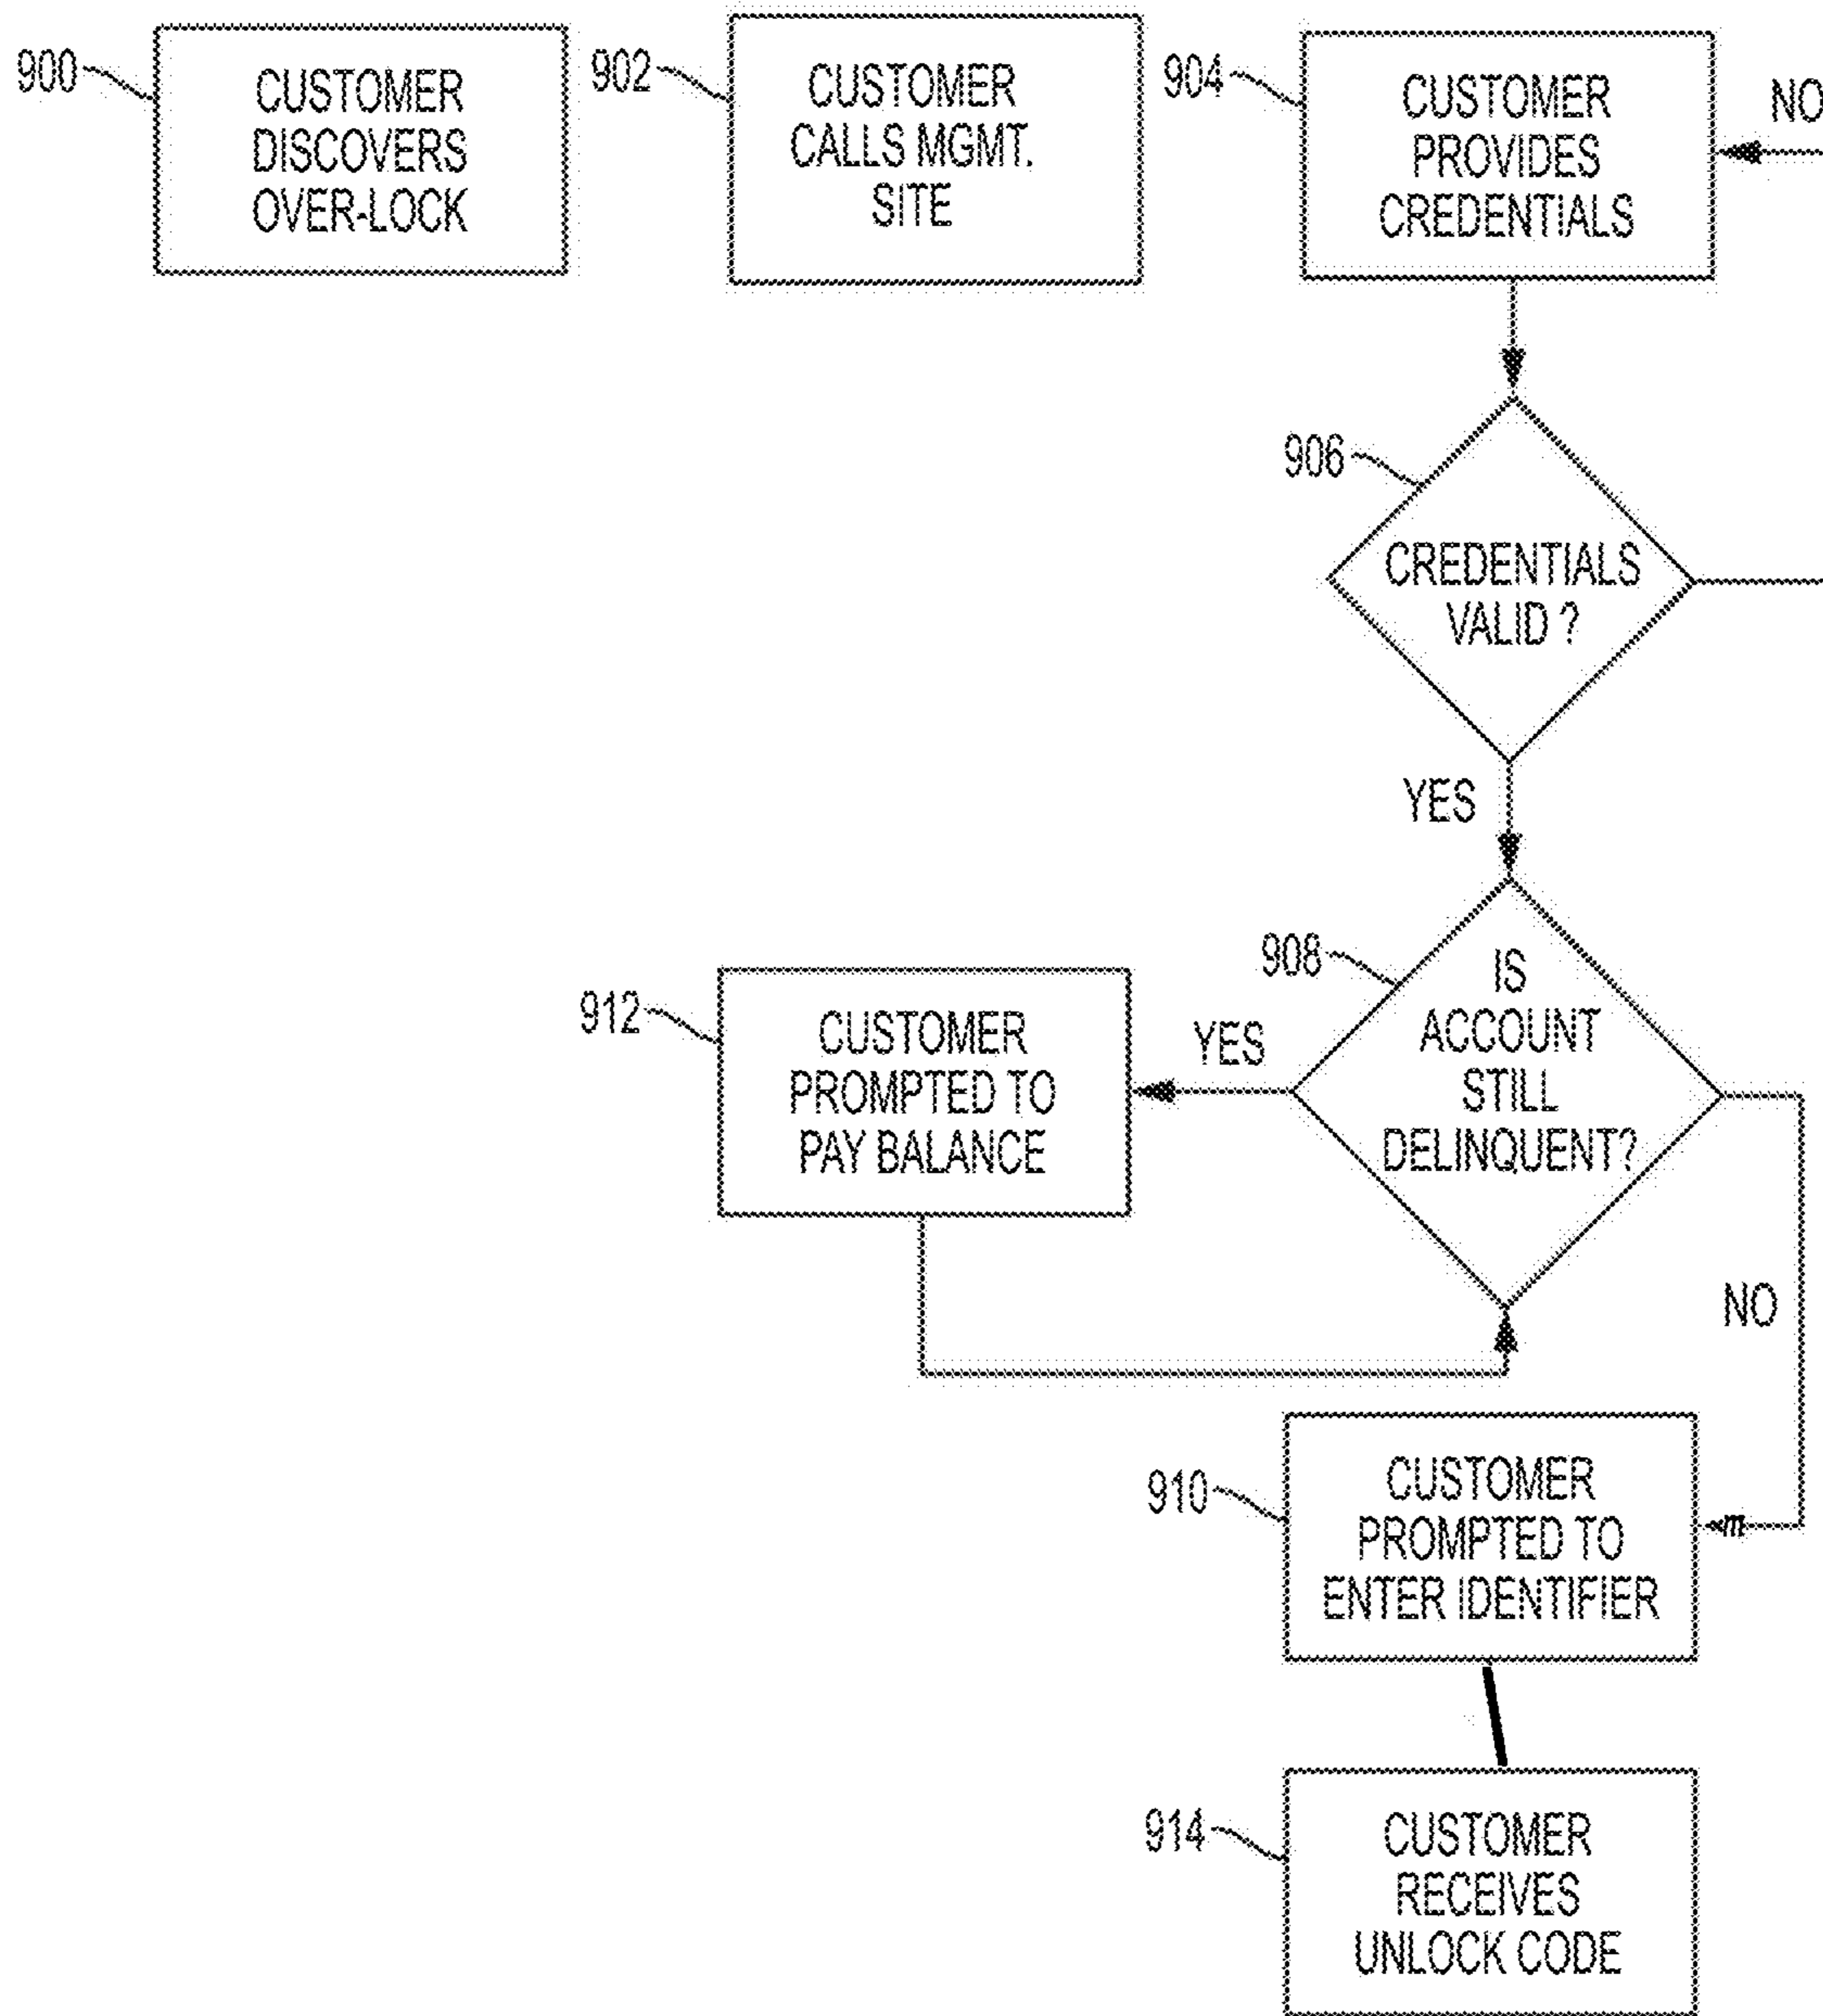 900
CUSTOMER
DISCOVERS
OVER-LOCK
902
CUSTOMER
CALLS MGMT.
SITE
904
CUSTOMER
PROVIDES
CREDENTIALS
NO
906
CREDENTIALS
VALID ?
YES
908
IS
ACCOUNT
STILL
DELINQUENT?
YES
912
CUSTOMER
PROMPTED TO
PAY BALANCE
NO
910
CUSTOMER
PROMPTED TO
ENTER IDENTIFIER
914
CUSTOMER
RECEIVES
UNLOCK CODE